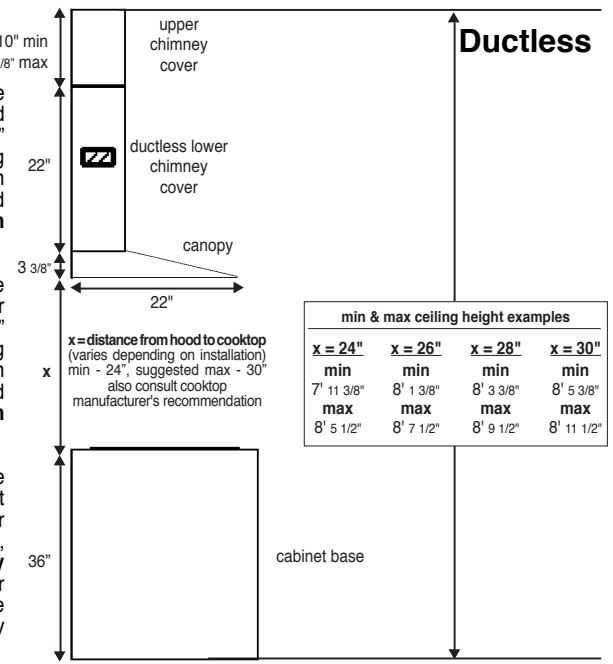 Ductless
10" min
/8" max
upper
chimney
cover
22"
ductless lower
chimney
cover
canopy
3 3/8"
22"
x
x = distance from hood to cooktop
(varies depending on installation)
min - 24", suggested max - 30"
also consult cooktop
manufacturer's recommendation
min & max ceiling height examples
x = 24" x = 26" x = 28" x = 30"
min min min min
7' 11 3/8" 8' 1 3/8" 8' 3 3/8" 8' 5 3/8"
max max max max
8' 5 1/2" 8' 7 1/2" 8' 9 1/2" 8' 11 1/2"
36”
cabinet base